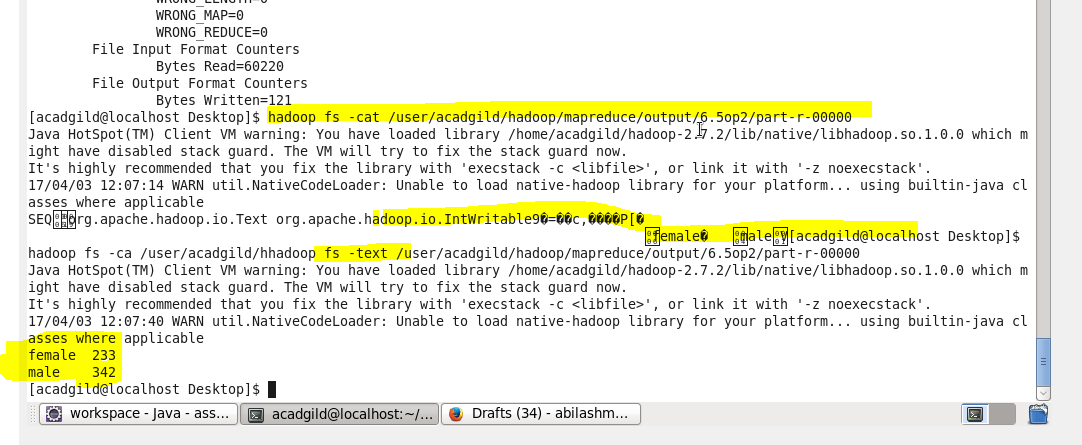 WRONG_LENGTH=0
WRONG_MAP=0
WRONG_REDUCE=0
File Input Format Counters
Bytes Read=60220
File Output Format Counters
Bytes Written=121
[acadgild@localhost Desktop]$ hadoop fs -cat /user/acadgild/hadoop/mapreduce/output/6.5op2/part-r-00000
Java HotSpot(TM) Client VM warning: You have loaded library /home/acadgild/hadoop-2.7.2/lib/native/libhadoop.so.1.0.0 which m
ight have disabled stack guard. The VM will try to fix the stack guard now.
It's highly recommended that you fix the library with 'execstack -c <libfile>', or link it with '-z noexecstack'.
17/04/03 12:07:14 WARN util.NativeCodeLoader: Unable to load native-hadoop library for your platform... using builtin-java cl
asses where applicable
SEQorg.apache.hadoop.io.Text org.apache.hadoop.io.IntWritable9�=��c,����P[�
female� male [acadgild@localhost Desktop]$
hadoop fs -ca /user/acadgild/hhadoop fs -text /user/acadgild/hadoop/mapreduce/output/6.5op2/part-r-00000
Java HotSpot(TM) Client VM warning: You have loaded library /home/acadgild/hadoop-2.7.2/lib/native/libhadoop.so.1.0.0 which m
ight have disabled stack guard. The VM will try to fix the stack guard now.
It's highly recommended that you fix the library with 'execstack -c <libfile>', or link it with '-z noexecstack'.
17/04/03 12:07:40 WARN util.NativeCodeLoader: Unable to load native-hadoop library for your platform... using builtin-java cl
asses where applicable
female 233
male 342
[acadgild@localhost Desktop]$
workspace - Java - ass... acadgild@localhost:~/... Drafts (34) - abilashm...